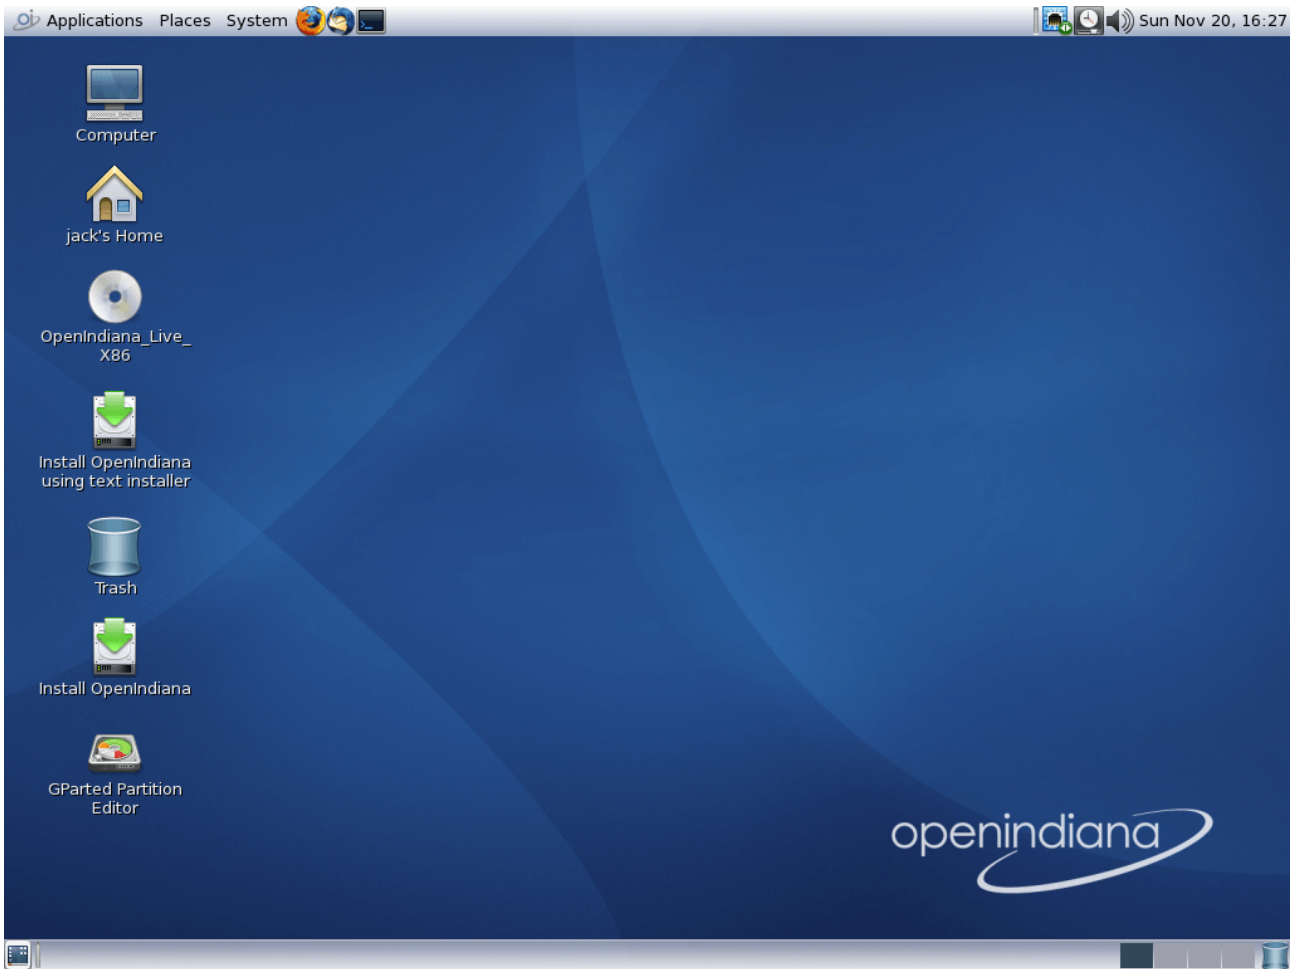 Applications Places System
Sun Nov 20, 16:27
Computer
jack's Home
OpenIndiana_Live_
X86
Install OpenIndiana
using text installer
Trash
Install OpenIndiana
GParted Partition
Editor
openindiana